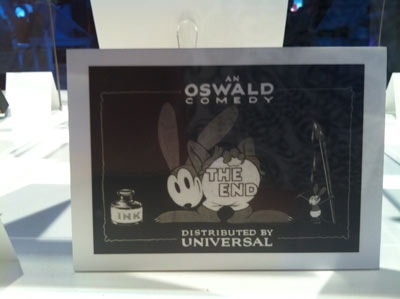 AN
OSWALD
COMEDY
THE
END
INK
DISTRIBUTED BY
UNIVERSAL